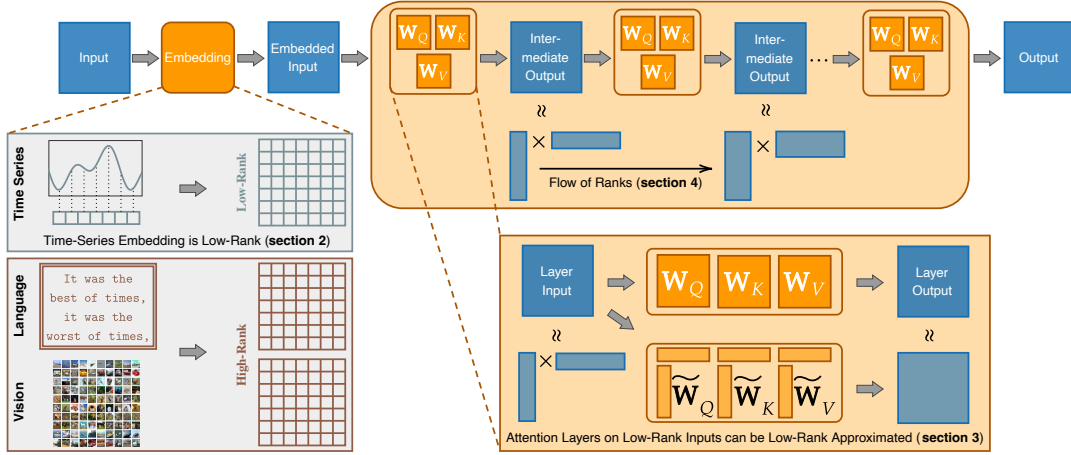 Input
Embedding
Embedded
Input
W_Q W_K
W_V
Inter-
mediate
Output
W_Q W_K
W_V
Inter-
mediate
Output
...
W_Q W_K
W_V
Output
≈
×
≈
×
Flow of Ranks (section 4)
Time Series
Low-Rank
Time-Series Embedding is Low-Rank (section 2)
Language
It was the
best of times,
it was the
worst of times,
Vision
High-Rank
Layer
Input
W_Q W_K W_V
Layer
Output
≈
×
≈
W̃_Q W̃_K W̃_V
Attention Layers on Low-Rank Inputs can be Low-Rank Approximated (section 3)